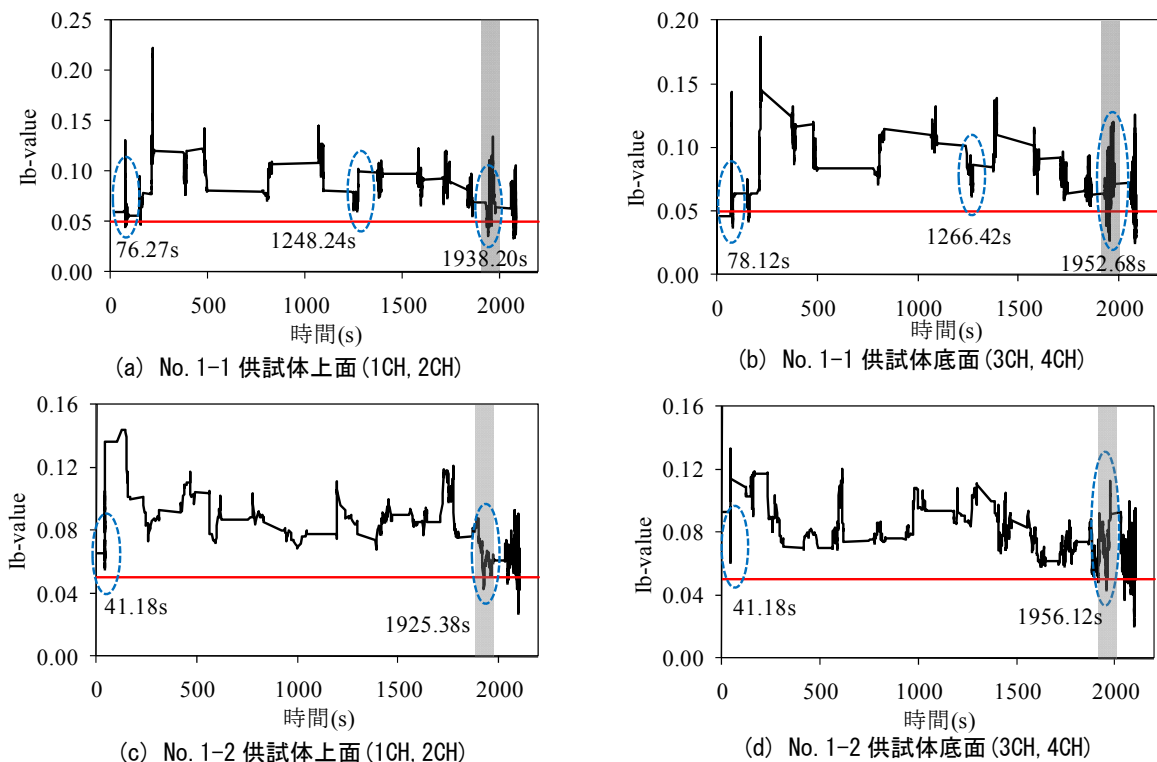 0.25
0.20
0.15
0.10
0.05
0.00
Ib-value
76.27s
1248.24s
1938.20s
0 500 1000 1500 2000
時間(s)
(a) No. 1-1 供試体上面(1CH, 2CH)
0.20
0.15
0.10
0.05
0.00
Ib-value
78.12s
1266.42s
1952.68s
0 500 1000 1500 2000
時間(s)
(b) No. 1-1 供試体底面(3CH, 4CH)
0.16
0.12
0.08
0.04
0.00
Ib-value
41.18s
1925.38s
0 500 1000 1500 2000
時間(s)
(c) No. 1-2 供試体上面(1CH, 2CH)
0.16
0.12
0.08
0.04
0.00
Ib-value
41.18s
1956.12s
0 500 1000 1500 2000
時間(s)
(d) No. 1-2 供試体底面(3CH, 4CH)